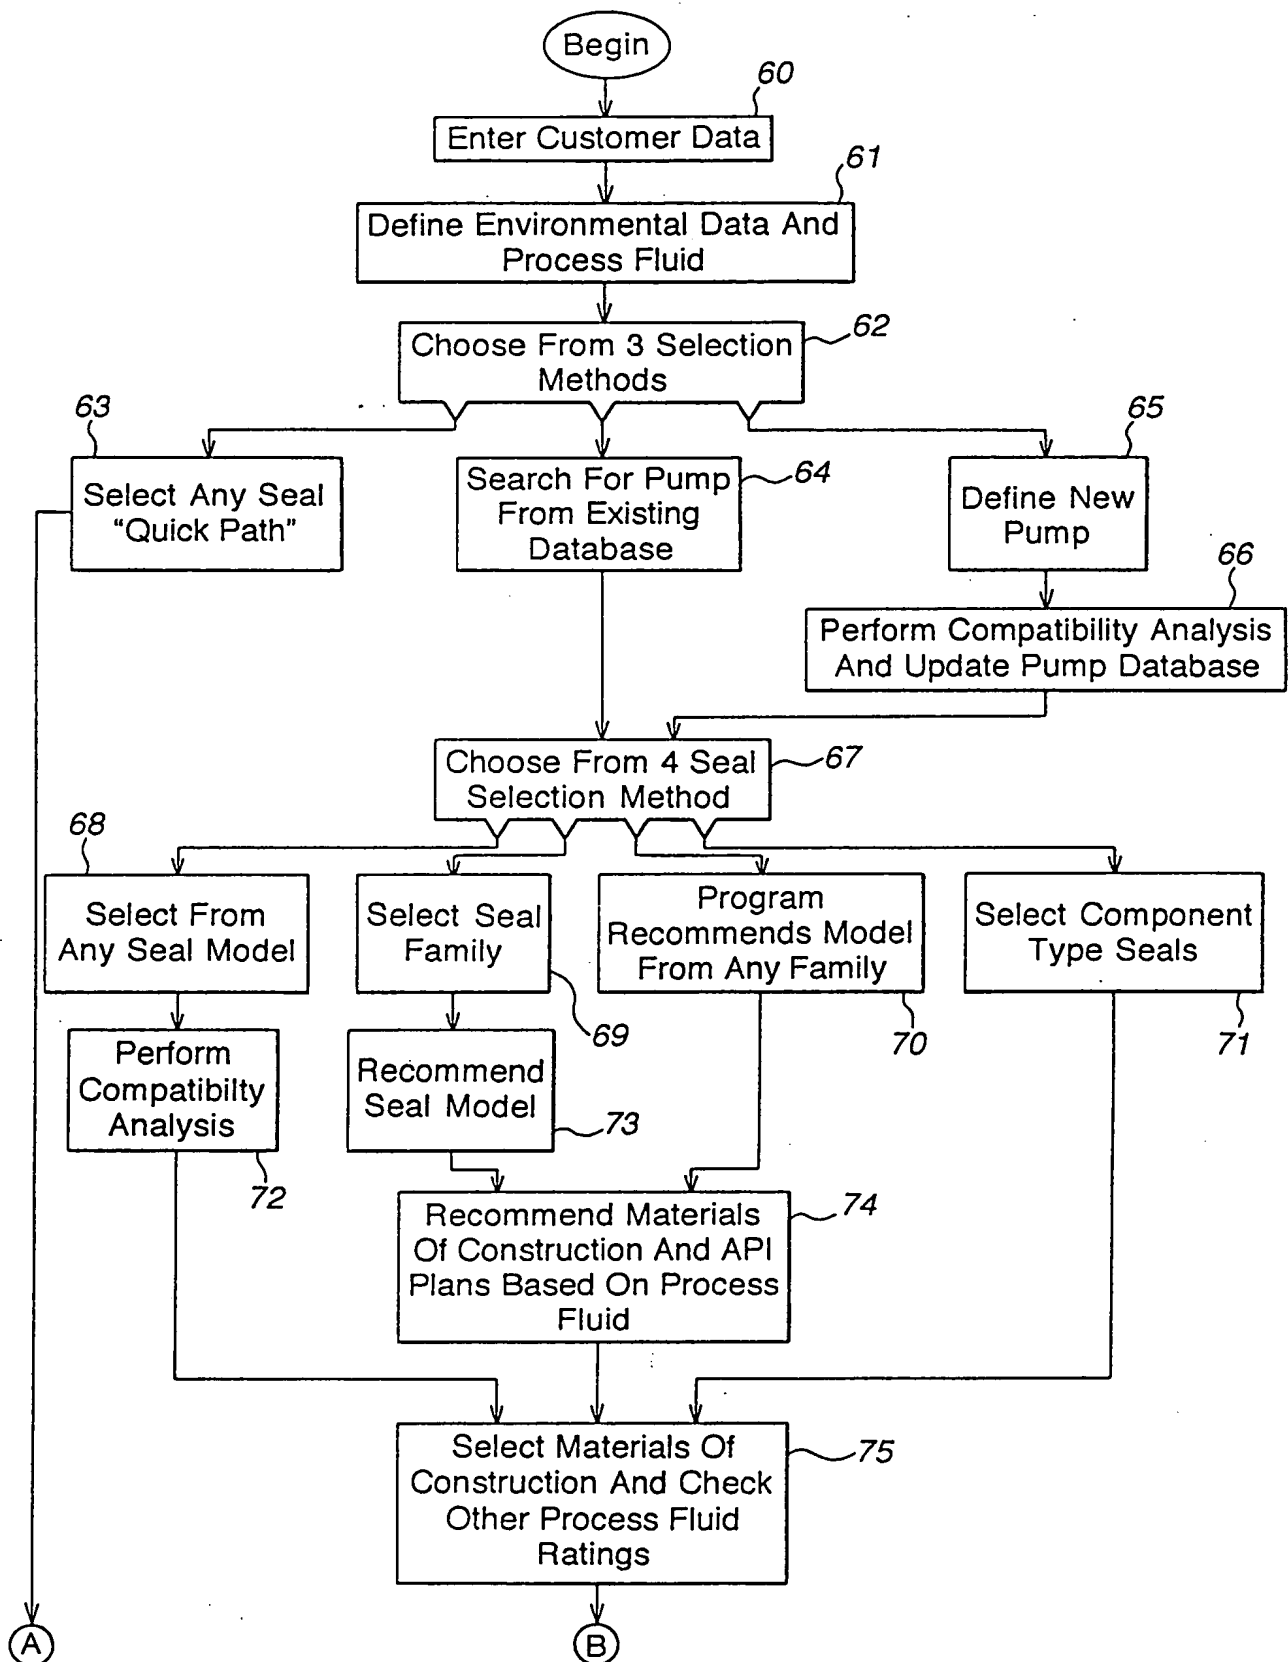 Begin
60
Enter Customer Data
61
Define Environmental Data And
Process Fluid
62
Choose From 3 Selection
Methods
63
Select Any Seal
“Quick Path”
64
Search For Pump
From Existing
Database
65
Define New
Pump
66
Perform Compatibility Analysis
And Update Pump Database
67
Choose From 4 Seal
Selection Method
68
Select From
Any Seal Model
Select Seal
Family
69
Program
Recommends Model
From Any Family
70
Select Component
Type Seals
71
Perform
Compatibilty
Analysis
72
Recommend
Seal Model
73
Recommend Materials
Of Construction And API
Plans Based On Process
Fluid
74
Select Materials Of
Construction And Check
Other Process Fluid
Ratings
75
A
B